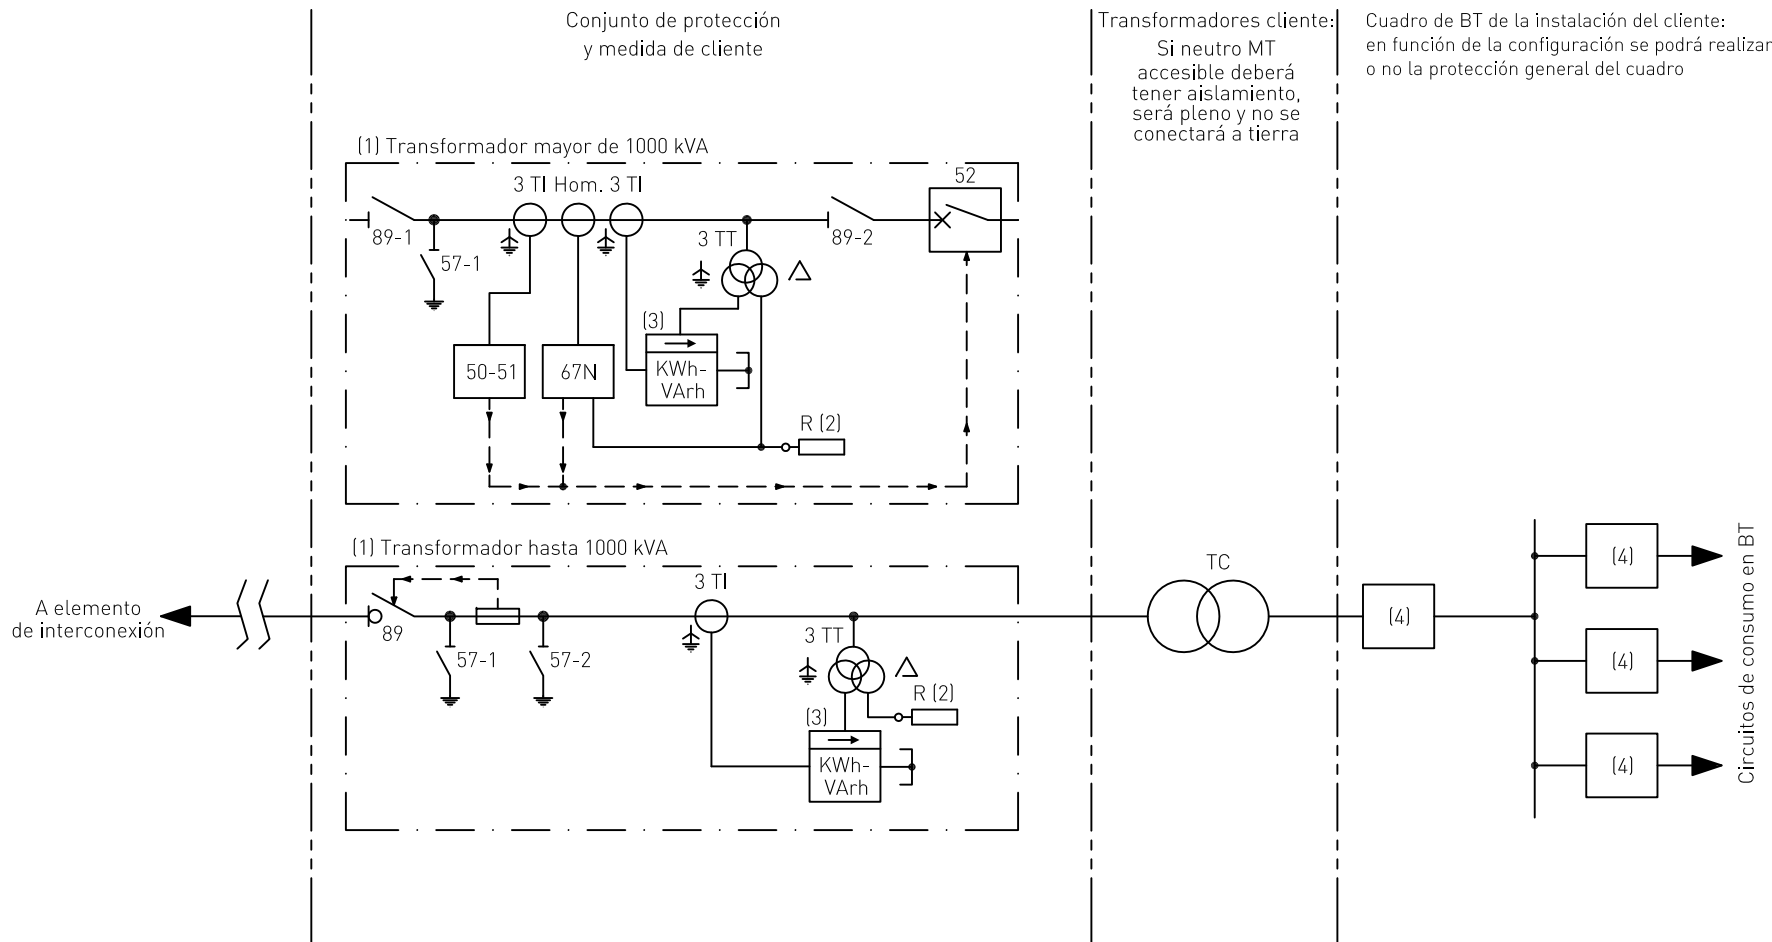 Conjunto de protección
y medida de cliente
Transformadores cliente:
Si neutro MT
accesible deberá
tener aislamiento,
será pleno y no se
conectará a tierra
Cuadro de BT de la instalación del cliente:
en función de la configuración se podrá realizar
o no la protección general del cuadro
(1) Transformador mayor de 1000 kVA
3 TI Hom. 3 TI
52
89-1
57-1
3 TT
89-2
(3)
50-51
67N
KWh-
VArh
R (2)
(1) Transformador hasta 1000 kVA
3 TI
TC
A elemento
de interconexión
89
57-1
57-2
3 TT
R (2)
(3)
KWh-
VArh
(4)
(4)
(4)
(4)
Circuitos de consumo en BT